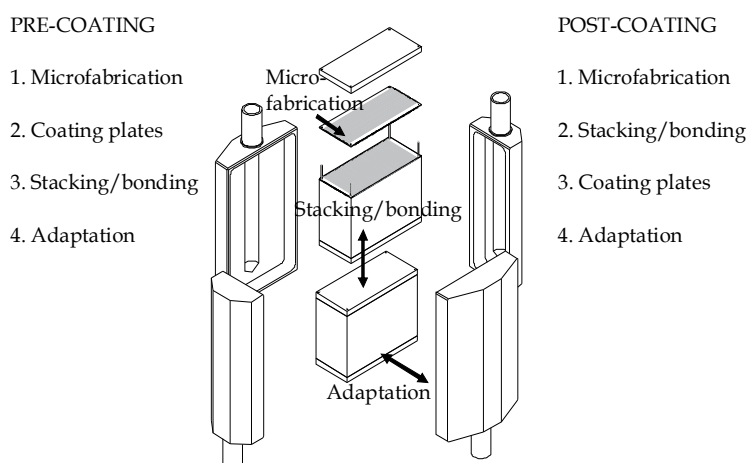 PRE-COATING
1. Microfabrication
2. Coating plates
3. Stacking/bonding
4. Adaptation
Micro-
fabrication
Stacking/bonding
Adaptation
POST-COATING
1. Microfabrication
2. Stacking/bonding
3. Coating plates
4. Adaptation